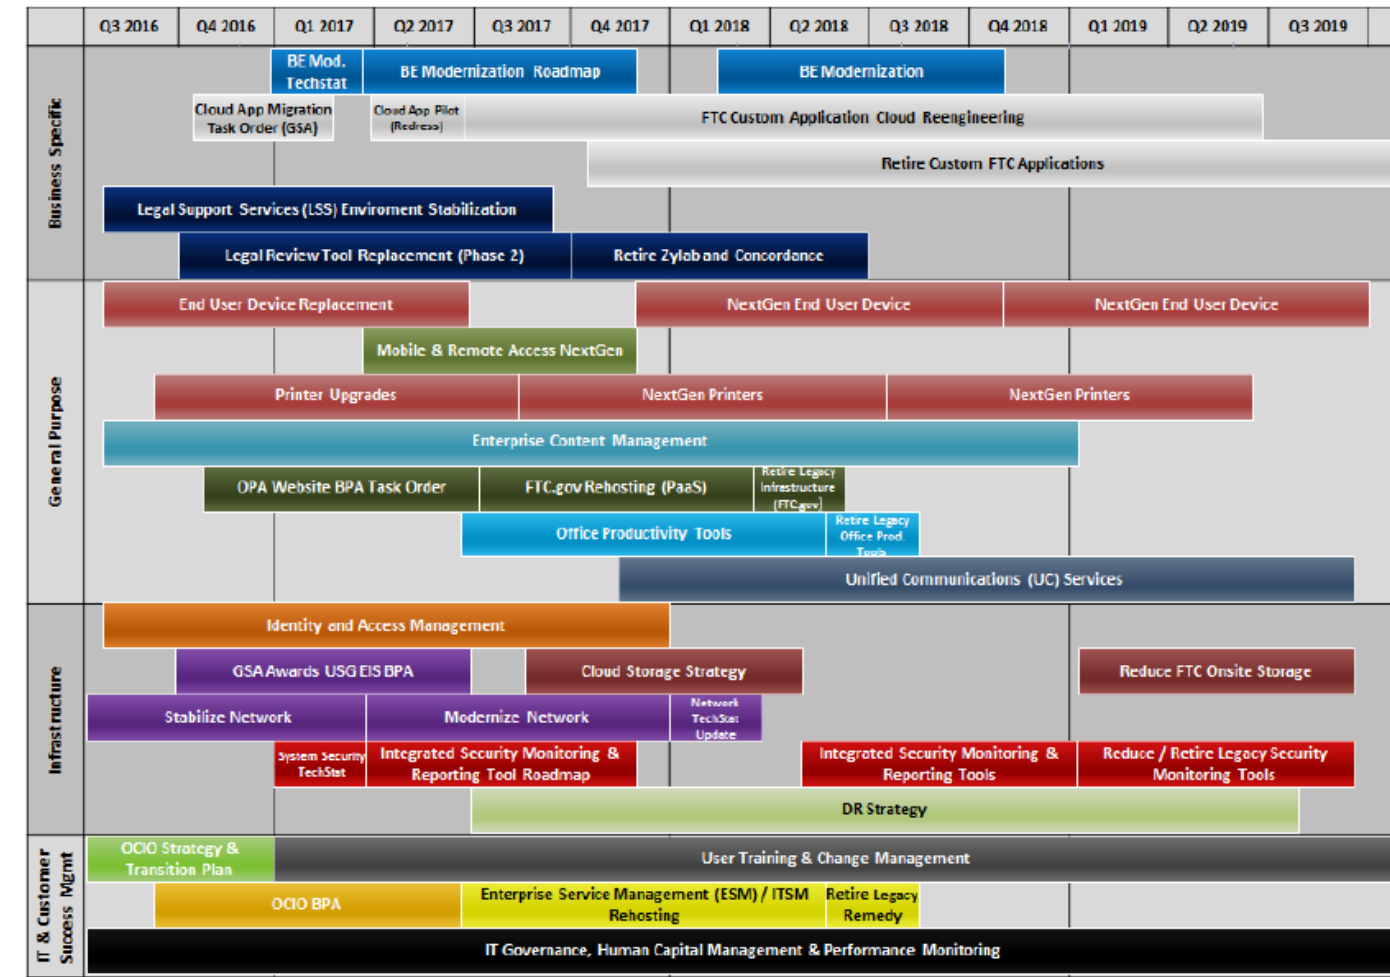 Q3 2016 Q4 2016 Q1 2017 Q2 2017 Q3 2017 Q4 2017 Q1 2018 Q2 2018 Q3 2018 Q4 2018 Q1 2019 Q2 2019 Q3 2019
Business Specific
BE Mod.
Techstat
BE Modernization Roadmap
BE Modernization
Cloud App Migration
Task Order (GSA)
Cloud App Pilot
(Redress)
FTC Custom Application Cloud Reengineering
Retire Custom FTC Applications
Legal Support Services (LSS) Enviroment Stabilization
Legal Review Tool Replacement (Phase 2)
Retire Zylab and Concordance
General Purpose
End User Device Replacement
NextGen End User Device
NextGen End User Device
Mobile & Remote Access NextGen
Printer Upgrades
NextGen Printers
NextGen Printers
Enterprise Content Management
OPA Website BPA Task Order
FTC.gov Rehosting (PaaS)
Retire Legacy
Infrestructure
(FTC.gov)
Office Productivity Tools
Retire Legacy
Office Prod.
Tools
Unified Communications (UC) Services
Infrastructure
Identity and Access Management
GSA Awards USG EIS BPA
Cloud Storage Strategy
Reduce FTC Onsite Storage
Stabilize Network
Modernize Network
Network
TechStat
Update
System Security
TechStat
Integrated Security Monitoring &
Reporting Tool Roadmap
Integrated Security Monitoring &
Reporting Tools
Reduce / Retire Legacy Security
Monitoring Tools
DR Strategy
IT & Customer
Success Mgmt
OCIO Strategy &
Transition Plan
User Training & Change Management
OCIO BPA
Enterprise Service Management (ESM) / ITSM
Rehosting
Retire Legacy
Remedy
IT Governance, Human Capital Management & Performance Monitoring